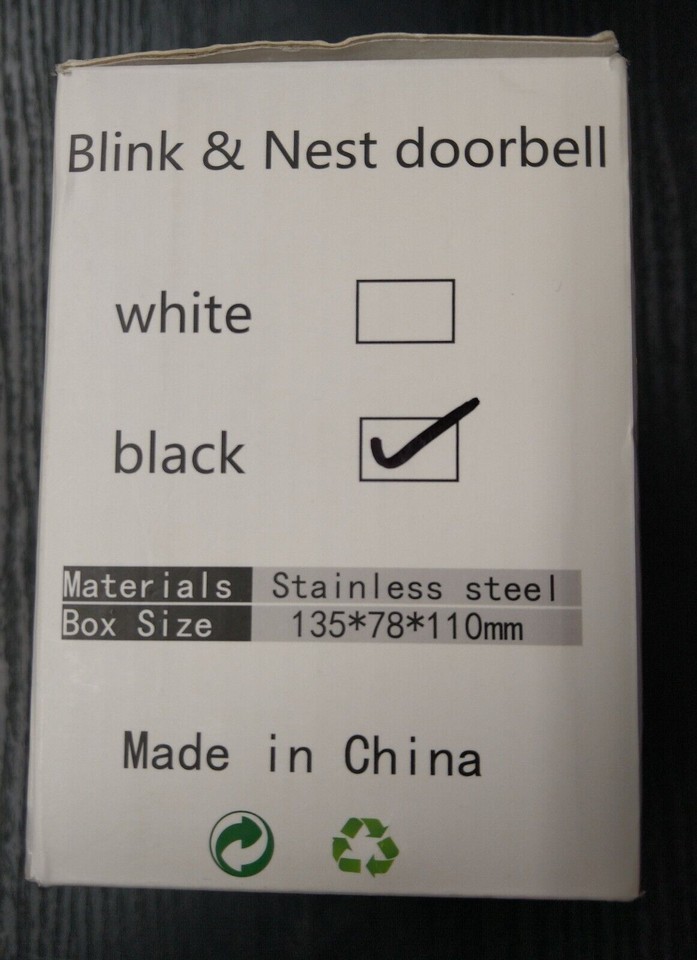 Blink & Nest doorbell
white
black
Materials Stainless steel
Box Size 135*78*110mm
Made in China